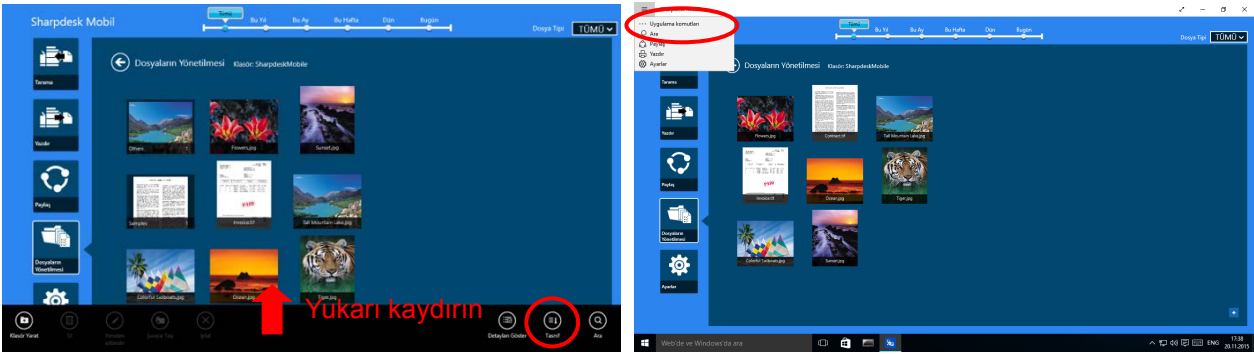 Sharpdesk Mobil
Tümü
Bu Yıl
Bu Ay
Bu Hafta
Dün
Bugün
Dosya Tipi
TÜMÜ
Tarama
Yazdır
Paylaş
Dosyaların
Yönetilmesi
Dosyaların Yönetilmesi
Klasör: SharpdeskMobile
Others
Flowers.jpg
Sunset.jpg
Samples
Invoice.tif
Tall Mountain Lake.jpg
Colorful Sailboats.jpg
Ocean.jpg
Tiger.jpg
Yukarı kaydırın
Klasör Yarat
Sil
Şuraya Taşı
İptal
Detayları Göster
Tasnif
Ara
Uygulama komutları
Ara
Paylaş
Yazdır
Ayarlar
Tümü
Bu Yıl
Bu Ay
Bu Hafta
Dün
Bugün
Dosya Tipi
TÜMÜ
Dosyaların Yönetilmesi
Klasör: SharpdeskMobile
Tarama
Yazdır
Paylaş
Dosyaların
Yönetilmesi
Ayarlar
Flowers.jpg
Contract.tif
Tall Mountain Lake.jpg
Invoice.tif
Ocean.jpg
Tiger.jpg
Colorful Sailboats.jpg
Sunset.jpg
Web'de ve Windows'da ara
ENG
17:38
20.11.2015